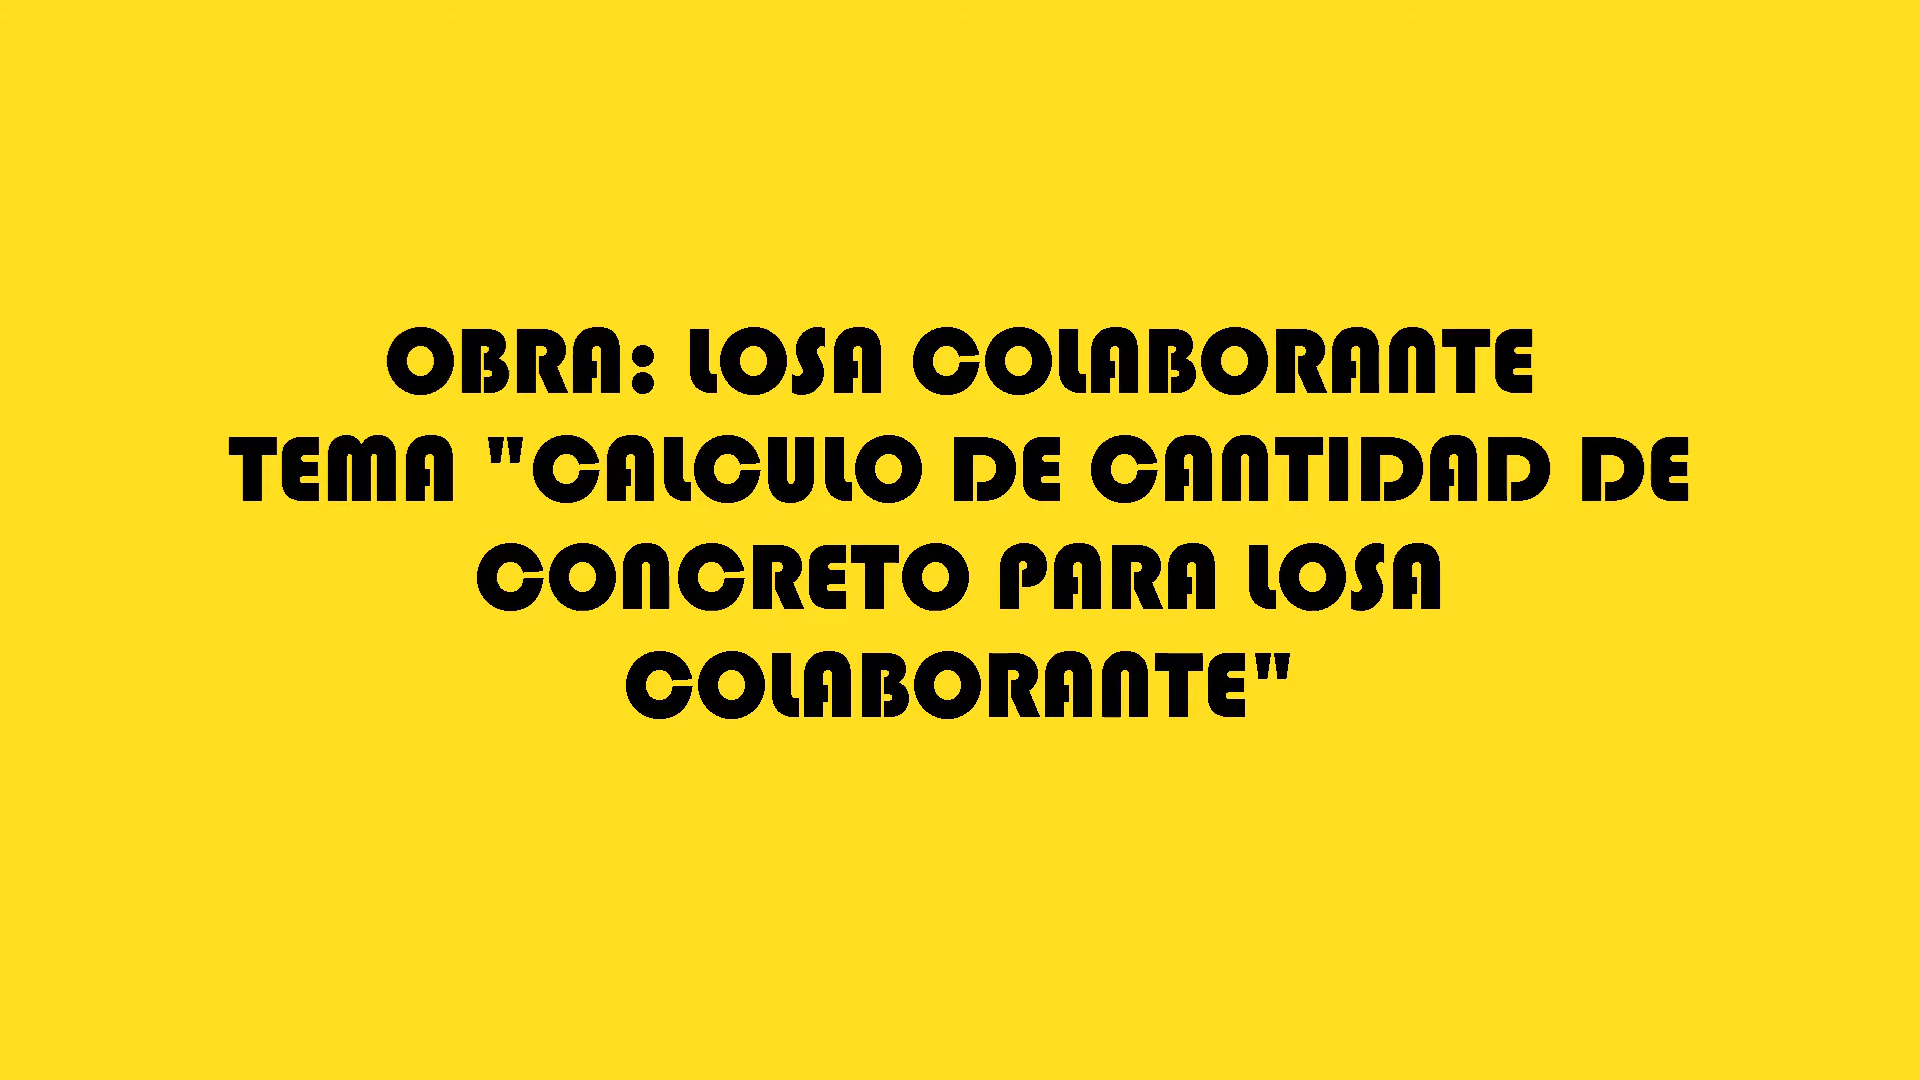 OBRA: LOSA COLABORANTE
TEMA "CALCULO DE CANTIDAD DE
CONCRETO PARA LOSA
COLABORANTE"